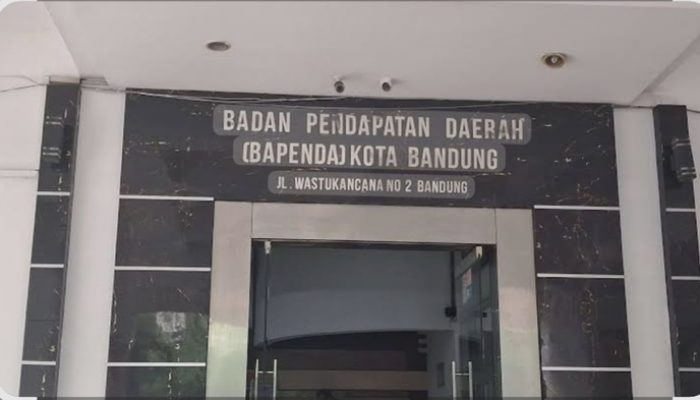 BADAN PENDAPATAN DAERAH
(BAPENDA) KOTA BANDUNG
JL. WASTUKANCANA NO 2 BANDUNG